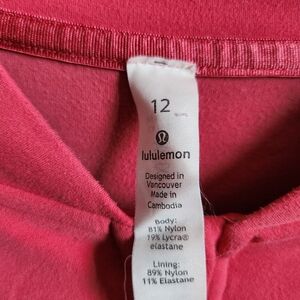 12
lululemon
Designed in
Vancouver
Made in
Cambodia
Body:
81% Nylon
19% Lycra®
elastane
Lining:
89% Nylon
11% Elastane